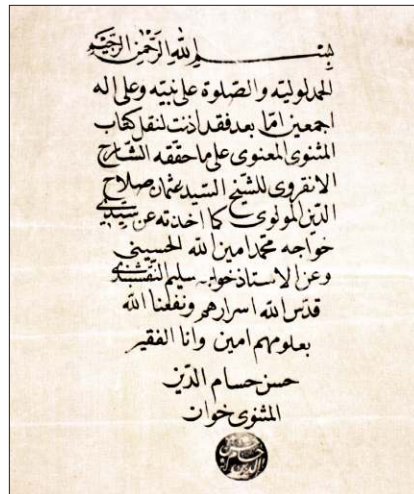 بسم الله الرحمن الرحيم
الحمد لوليه والصلوة على نبيه وعلى اله
اجمعين اما بعد فقد اذنت لنقل كتاب
المثنوى المعنوى على ما حققه الشارح
الانقروى للشيخ السيد عثمان صلاح
الدين المولوى كما اخذته عن سيدى
خواجه محمد امين الله الحسينى
وعن الاستاذ خواجه سليم النقشبندى
قدس الله اسرارهم ونفعنا الله
بعلومهم امين وانا الفقير
حسن حسام الدين
المثنوى خوان